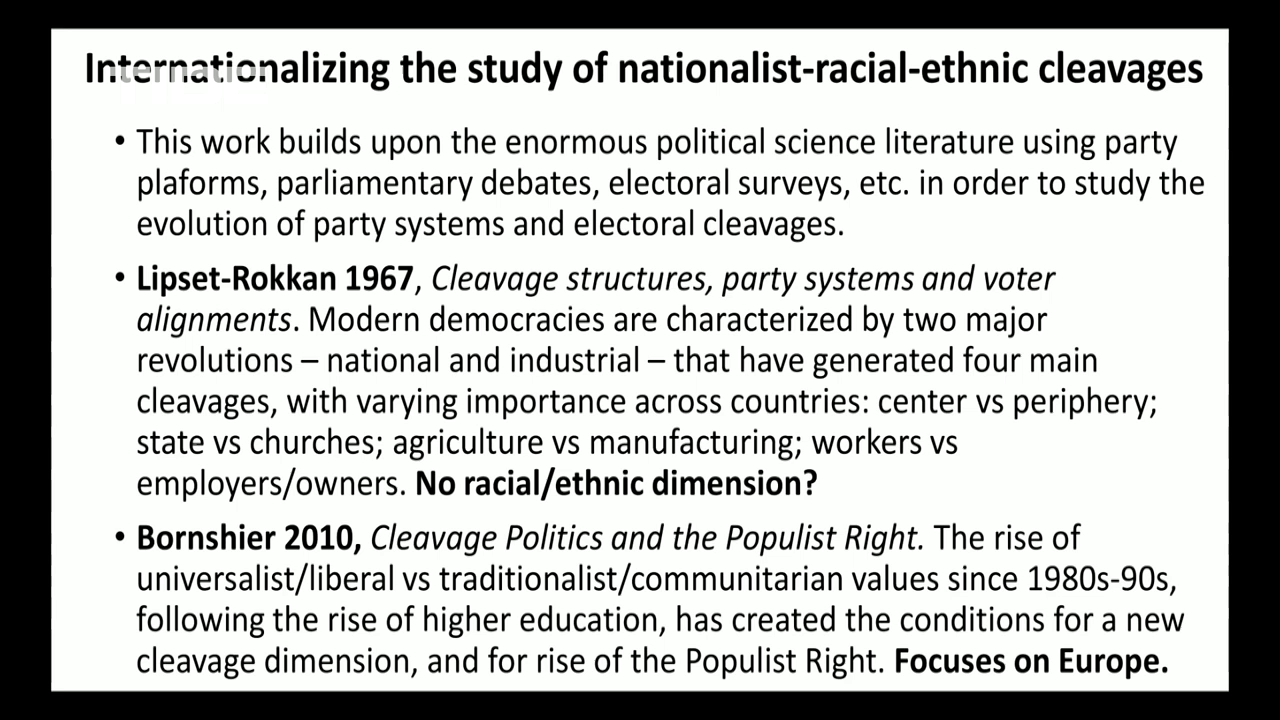 Internationalizing the study of nationalist-racial-ethnic cleavages
• This work builds upon the enormous political science literature using party
plaforms, parliamentary debates, electoral surveys, etc. in order to study the
evolution of party systems and electoral cleavages.
• Lipset-Rokkan 1967, Cleavage structures, party systems and voter
alignments. Modern democracies are characterized by two major
revolutions – national and industrial – that have generated four main
cleavages, with varying importance across countries: center vs periphery;
state vs churches; agriculture vs manufacturing; workers vs
employers/owners. No racial/ethnic dimension?
• Bornshier 2010, Cleavage Politics and the Populist Right. The rise of
universalist/liberal vs traditionalist/communitarian values since 1980s-90s,
following the rise of higher education, has created the conditions for a new
cleavage dimension, and for rise of the Populist Right. Focuses on Europe.